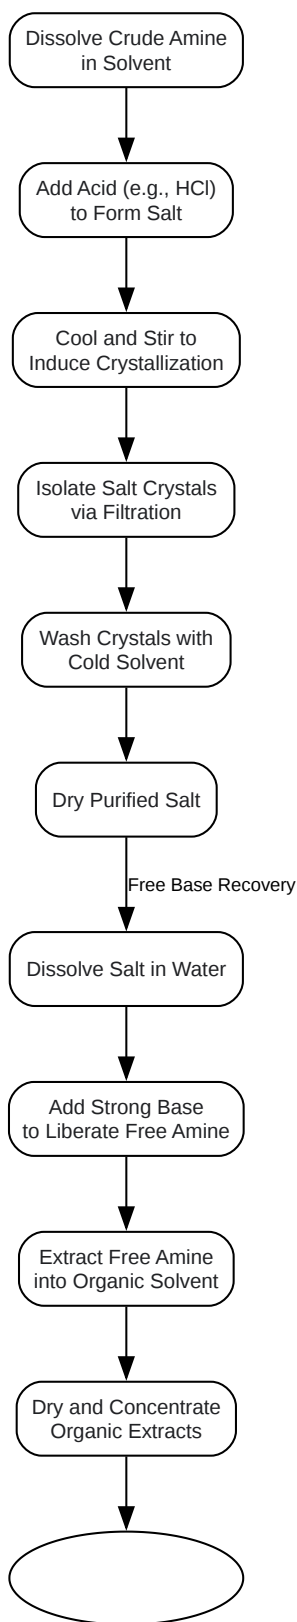 Dissolve Crude Amine
in Solvent
Add Acid (e.g., HCl)
to Form Salt
Cool and Stir to
Induce Crystallization
Isolate Salt Crystals
via Filtration
Wash Crystals with
Cold Solvent
Dry Purified Salt
Free Base Recovery
Dissolve Salt in Water
Add Strong Base
to Liberate Free Amine
Extract Free Amine
into Organic Solvent
Dry and Concentrate
Organic Extracts